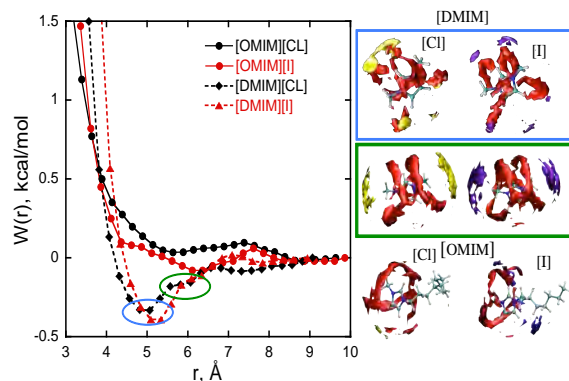 [OMIM][CL]
[OMIM][I]
[DMIM][CL]
[DMIM][I]
W(r), kcal/mol
1.5
1
0.5
0
-0.5
3 4 5 6 7 8 9 10
r, Å
[DMIM]
[Cl] [I]
[Cl] [OMIM] [I]